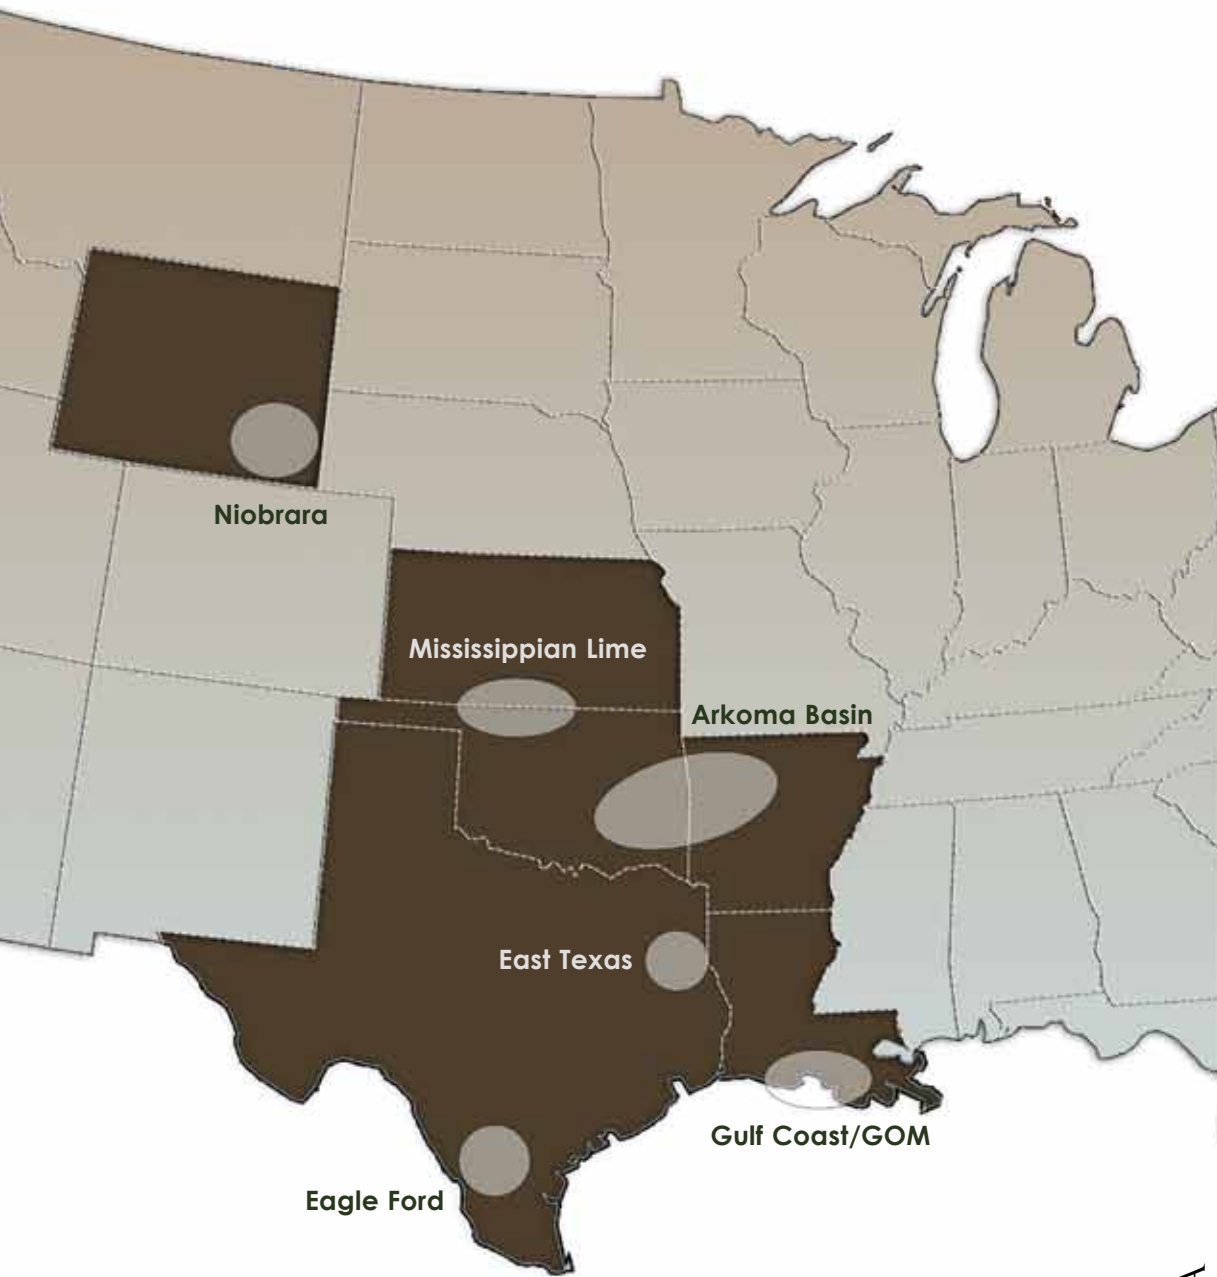 Niobrara
Mississippian Lime
Arkoma Basin
East Texas
Gulf Coast/GOM
Eagle Ford